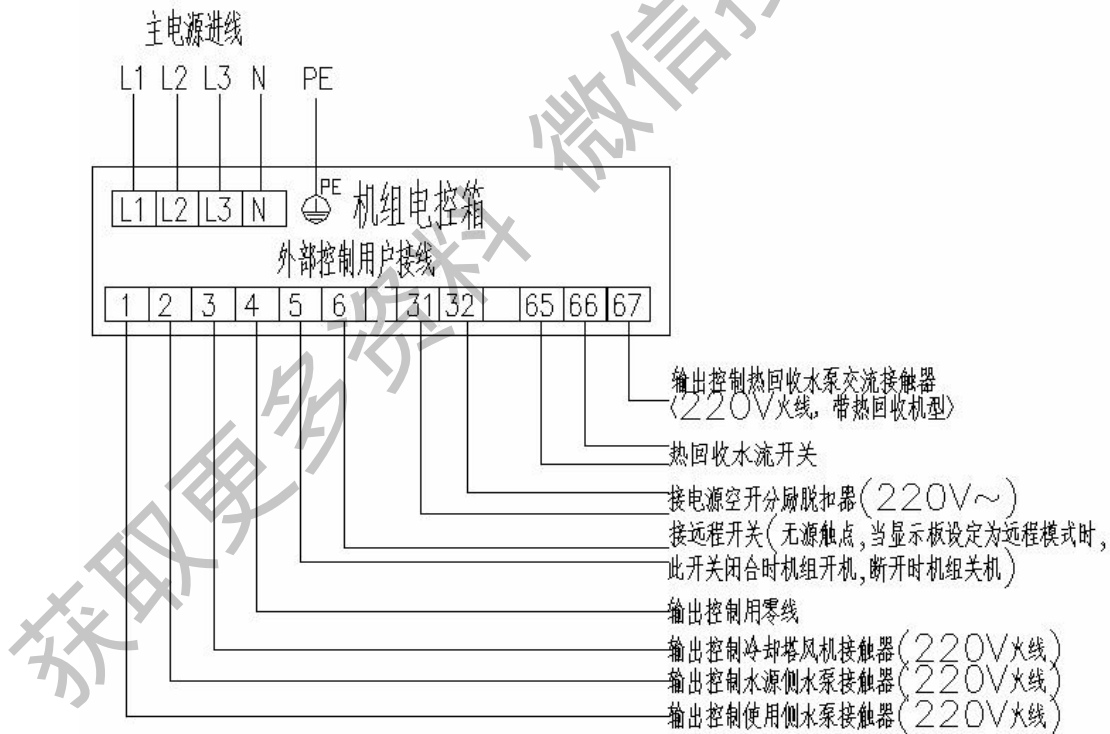 主电源进线
L1 L2 L3 N PE
L1 L2 L3 N PE 机组电控箱
外部控制用户接线
1 2 3 4 5 6 31 32 65 66 67
输出控制热回收水泵交流接触器
(220V火线，带热回收机型)
热回收水流开关
接电源空开分励脱扣器(220V～)
接远程开关(无源触点,当显示板设定为远程模式时,
此开关闭合时机组开机,断开时机组关机)
输出控制用零线
输出控制冷却塔风机接触器(220V火线)
输出控制水源侧水泵接触器(220V火线)
输出控制使用侧水泵接触器(220V火线)
获取更多资料 微信搜